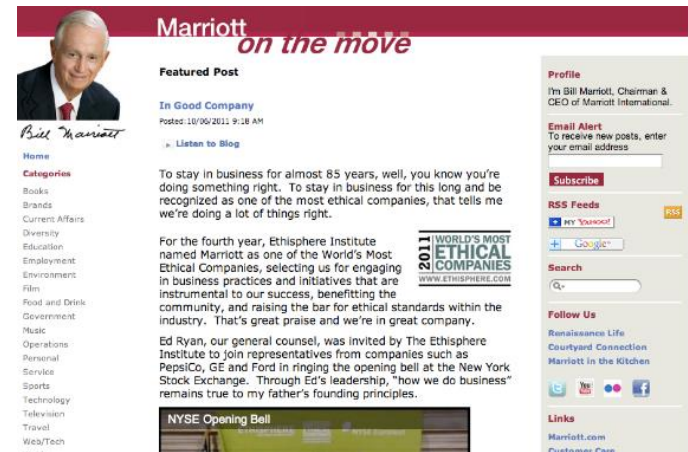 Marriott
on the move
Bill Marriott
Home
Categories
Books
Brands
Current Affairs
Diversity
Education
Employment
Environment
Film
Food and Drink
Government
Music
Operations
Personal
Service
Sports
Technology
Television
Travel
Web/Tech
Featured Post
In Good Company
Posted:10/06/2011 9:18 AM
Listen to Blog
To stay in business for almost 85 years, well, you know you're
doing something right. To stay in business for this long and be
recognized as one of the most ethical companies, that tells me
we're doing a lot of things right.
For the fourth year, Ethisphere Institute
named Marriott as one of the World's Most
Ethical Companies, selecting us for engaging
in business practices and initiatives that are
instrumental to our success, benefitting the
community, and raising the bar for ethical standards within the
industry. That's great praise and we're in great company.
2011
WORLD'S MOST
ETHICAL
COMPANIES
WWW.ETHISPHERE.COM
Ed Ryan, our general counsel, was invited by The Ethisphere
Institute to join representatives from companies such as
PepsiCo, GE and Ford in ringing the opening bell at the New York
Stock Exchange. Through Ed's leadership, "how we do business"
remains true to my father's founding principles.
NYSE Opening Bell
Profile
I'm Bill Marriott, Chairman &
CEO of Marriott International.
Email Alert
To receive new posts, enter
your email address
Subscribe
RSS Feeds
RSS
MY YAHOO!
Google
Search
Follow Us
Renaissance Life
Courtyard Connection
Marriott in the Kitchen
You
Links
Marriott.com
Customer Care